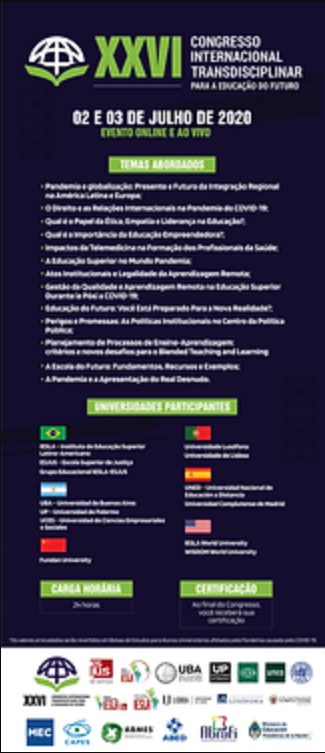 XXVI
CONGRESSO
INTERNACIONAL
TRANSDISCIPLINAR
PARA A EDUCAÇÃO DO FUTURO
02 E 03 DE JULHO DE 2020
EVENTO ONLINE E AO VIVO
TEMAS ABORDADOS
• Pandemia e globalização: Presente e Futuro da Integração Regional
na América Latina e Europa;
• O Direito e as Relações Internacionais na Pandemia do COVID-19;
• Qual é o Papel da Ética, Empatia e Liderança na Educação?;
• Qual é a Importância da Educação Empreendedora?;
• Impactos da Telemedicina na Formação dos Profissionais da Saúde;
• A Educação Superior no Mundo Pandemia;
• Atos Institucionais e Legalidade da Aprendizagem Remota;
• Gestão da Qualidade e Aprendizagem Remota na Educação Superior
Durante (e Pós) a COVID-19;
• Educação do Futuro: Você Está Preparado Para a Nova Realidade?;
• Perigos e Promessas: As Políticas Institucionais no Centro da Política
Pública;
• Planejamento de Processos de Ensino-Aprendizagem:
critérios e novos desafios para o Blended Teaching and Learning
• A Escola do Futuro: Fundamentos, Recursos e Exemplos;
• A Pandemia e a Apresentação do Real Desnudo.
UNIVERSIDADES PARTICIPANTES
IESLA - Instituto de Educação Superior
Latino-Americano
ESJUS - Escola Superior de Justiça
Grupo Educacional IESLA-ESJUS
Universidade Lusófona
Universidade de Lisboa
UBA - Universidad de Buenos Aires
UP - Universidad de Palermo
UCES - Universidad de Ciencias Empresariales
e Sociales
UNED - Universidad Nacional de
Educación a Distancia
Universidad Complutense de Madrid
Fundan University
IESLA World University
WISDOM World University
CARGA HORÁRIA
24 horas
CERTIFICAÇÃO
Ao final do Congresso,
você receberá sua
certificação
UBA
UP
XXVI
MEC
CAPES
ABMES
ABED